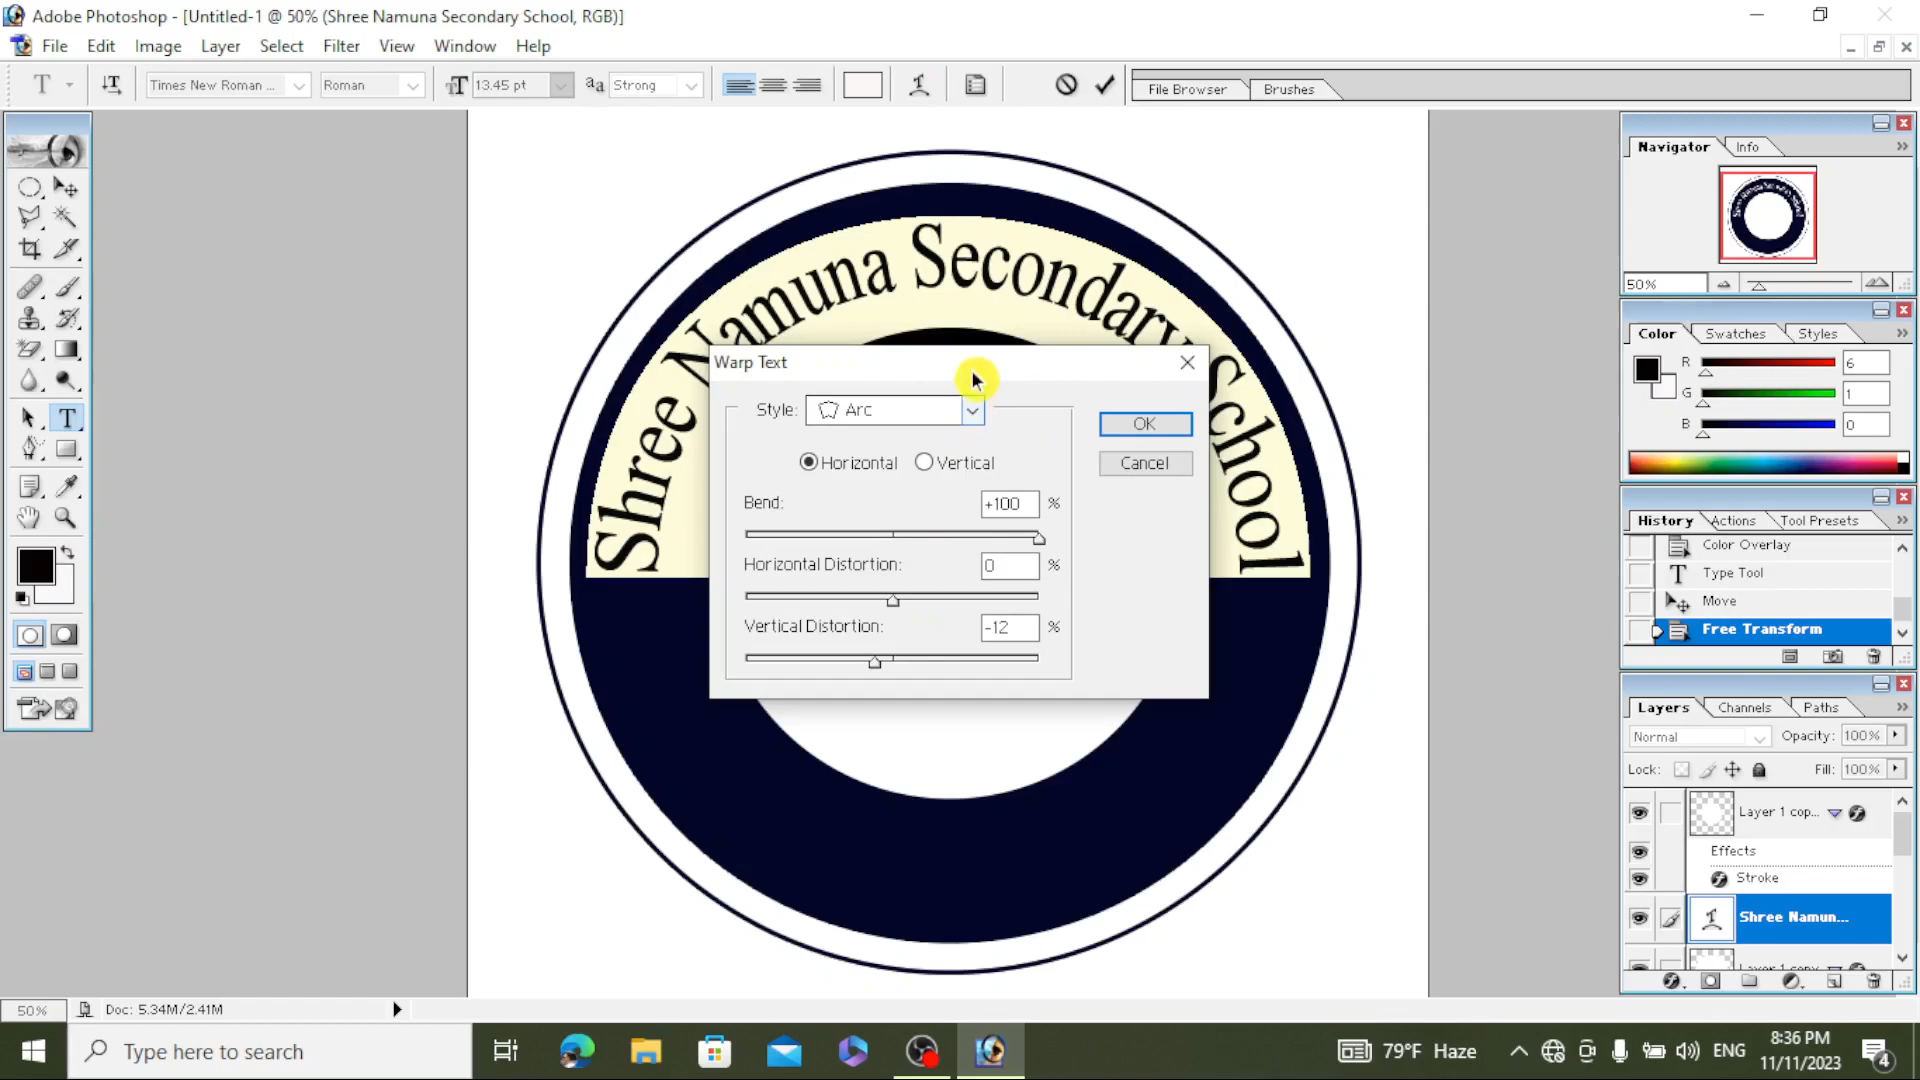 Adobe Photoshop - [Untitled-1 @ 50% (Shree Namuna Secondary School, RGB)]
File Edit Image Layer Select Filter View Window Help
Times New Roman ... Roman 13.45 pt aa Strong File Browser Brushes
Navigator Info
50%
Color Swatches Styles
R 6
G 1
B 0
Shree Namuna Secondary School
Warp Text
Style: Arc
OK
Horizontal Vertical
Cancel
Bend: +100 %
Horizontal Distortion: 0 %
Vertical Distortion: -12 %
History Actions Tool Presets
Color Overlay
Type Tool
Move
Free Transform
Layers Channels Paths
Normal Opacity: 100%
Lock: Fill: 100%
Layer 1 cop...
Effects
Stroke
Shree Namun...
Layer 1 copy
50% Doc: 5.34M/2.41M
Type here to search
79°F Haze ENG 8:36 PM
11/11/2023 4